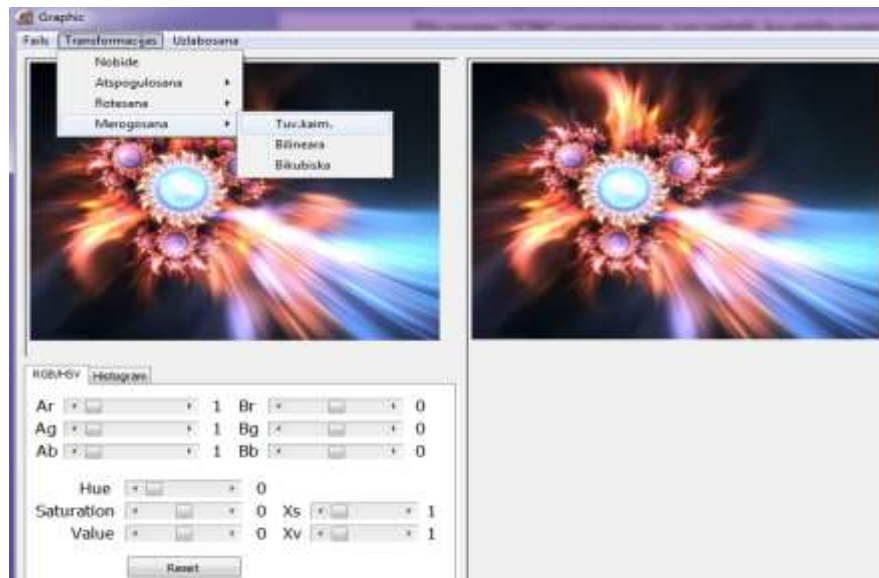 Graphic
Fails Transformacijas Uzlabosana
Nobide
Atspogulosana
Rotesana
Merogosana
Tuv.kaim.
Bilineara
Bikubiska
RGB/HSV Histogram
Ar 1 Br 0
Ag 1 Bg 0
Ab 1 Bb 0
Hue 0
Saturation 0 Xs 1
Value 0 Xv 1
Reset